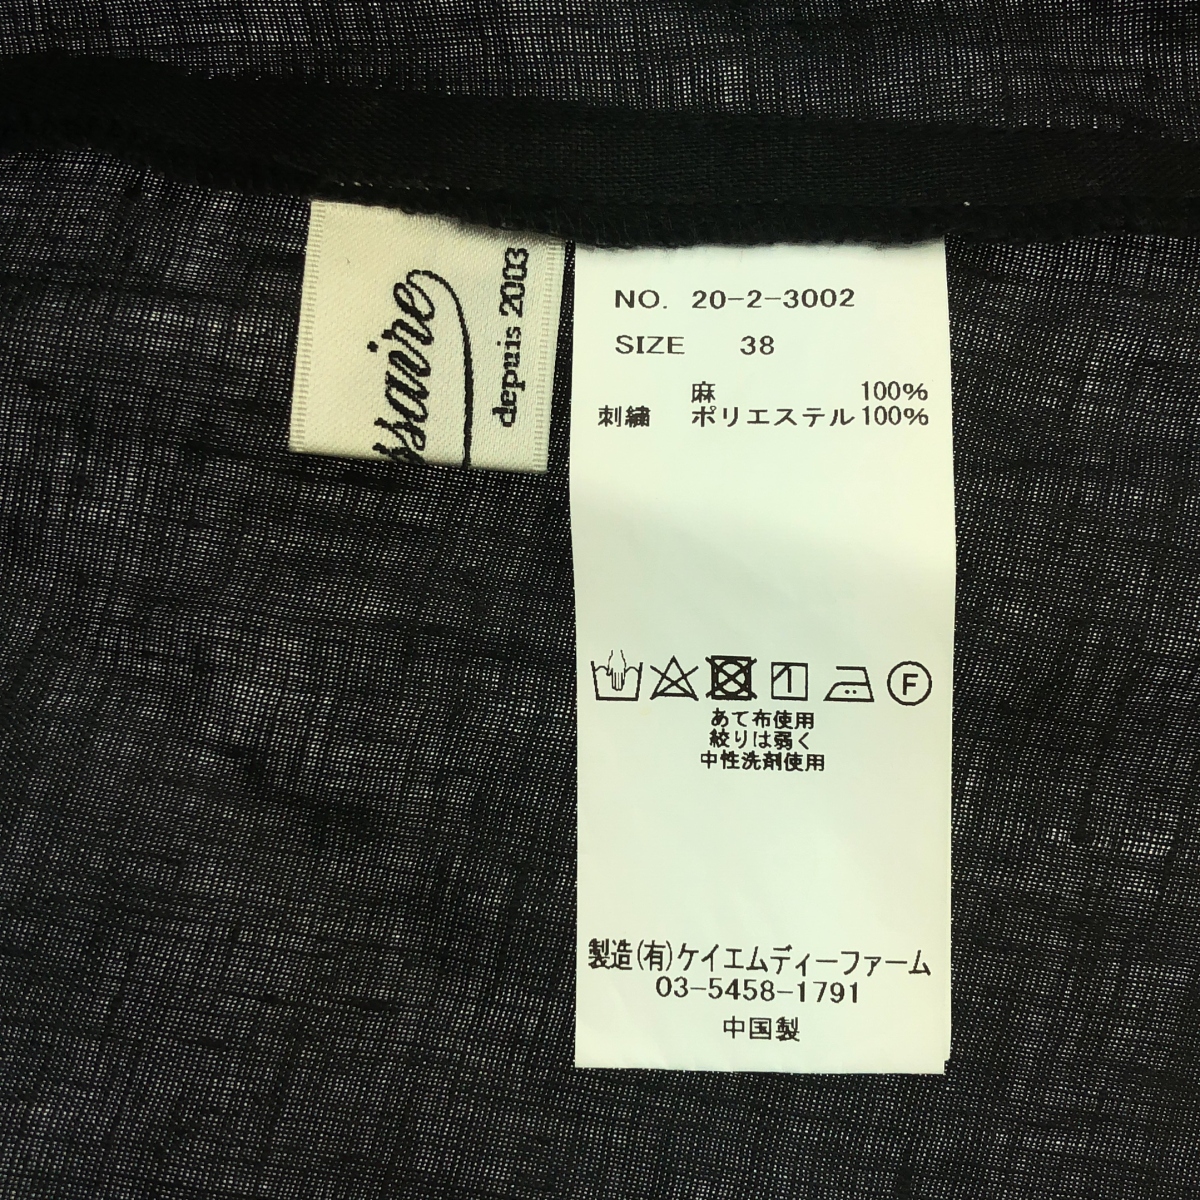 depuis 2003
NO. 20-2-3002
SIZE 38
麻 100%
刺繍 ポリエステル 100%
F
あて布使用
絞りは弱く
中性洗剤使用
製造(有)ケイエムディーファーム
03-5458-1791
中国製